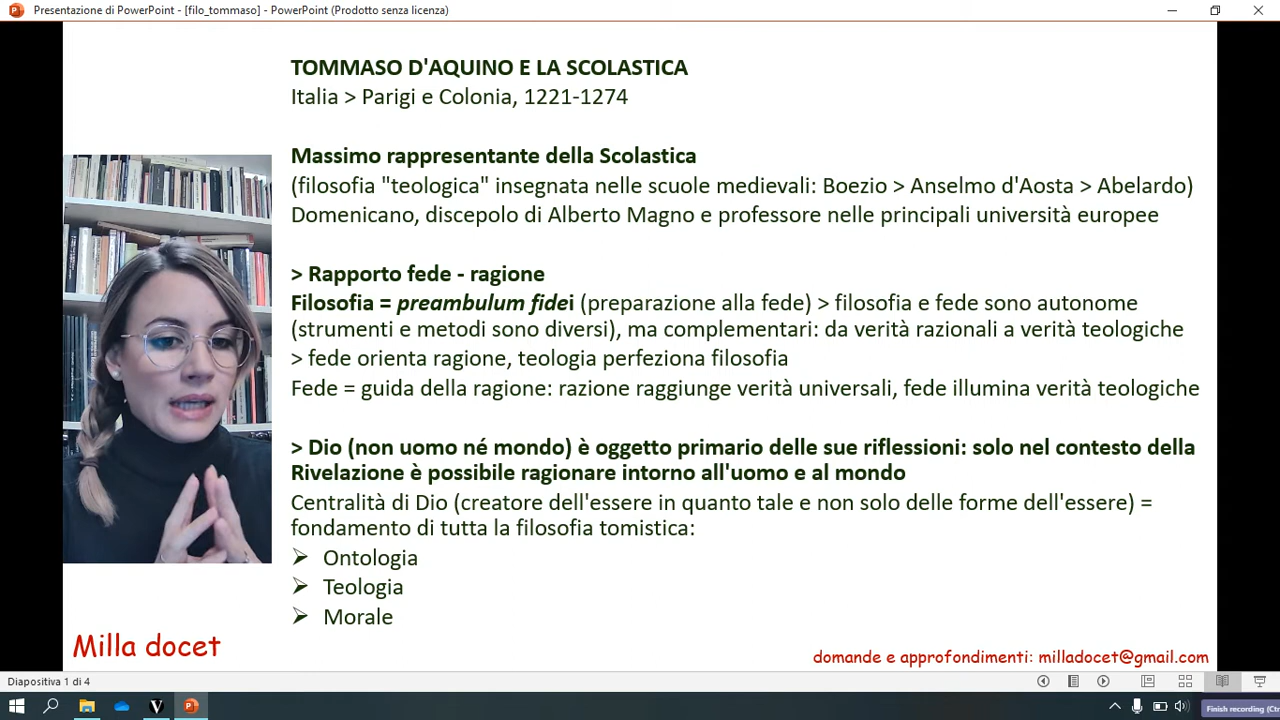 Presentazione di PowerPoint - [filo_tommaso] - PowerPoint (Prodotto senza licenza)
TOMMASO D'AQUINO E LA SCOLASTICA
Italia > Parigi e Colonia, 1221-1274
Massimo rappresentante della Scolastica
(filosofia "teologica" insegnata nelle scuole medievali: Boezio > Anselmo d'Aosta > Abelardo)
Domenicano, discepolo di Alberto Magno e professore nelle principali università europee
> Rapporto fede - ragione
Filosofia = preambulum fidei (preparazione alla fede) > filosofia e fede sono autonome
(strumenti e metodi sono diversi), ma complementari: da verità razionali a verità teologiche
> fede orienta ragione, teologia perfeziona filosofia
Fede = guida della ragione: razione raggiunge verità universali, fede illumina verità teologiche
> Dio (non uomo né mondo) è oggetto primario delle sue riflessioni: solo nel contesto della
Rivelazione è possibile ragionare intorno all'uomo e al mondo
Centralità di Dio (creatore dell'essere in quanto tale e non solo delle forme dell'essere) =
fondamento di tutta la filosofia tomistica:
➢ Ontologia
➢ Teologia
➢ Morale
Milla docet
domande e approfondimenti: milladocet@gmail.com
Diapositiva 1 di 4
Finish recording (Ctr